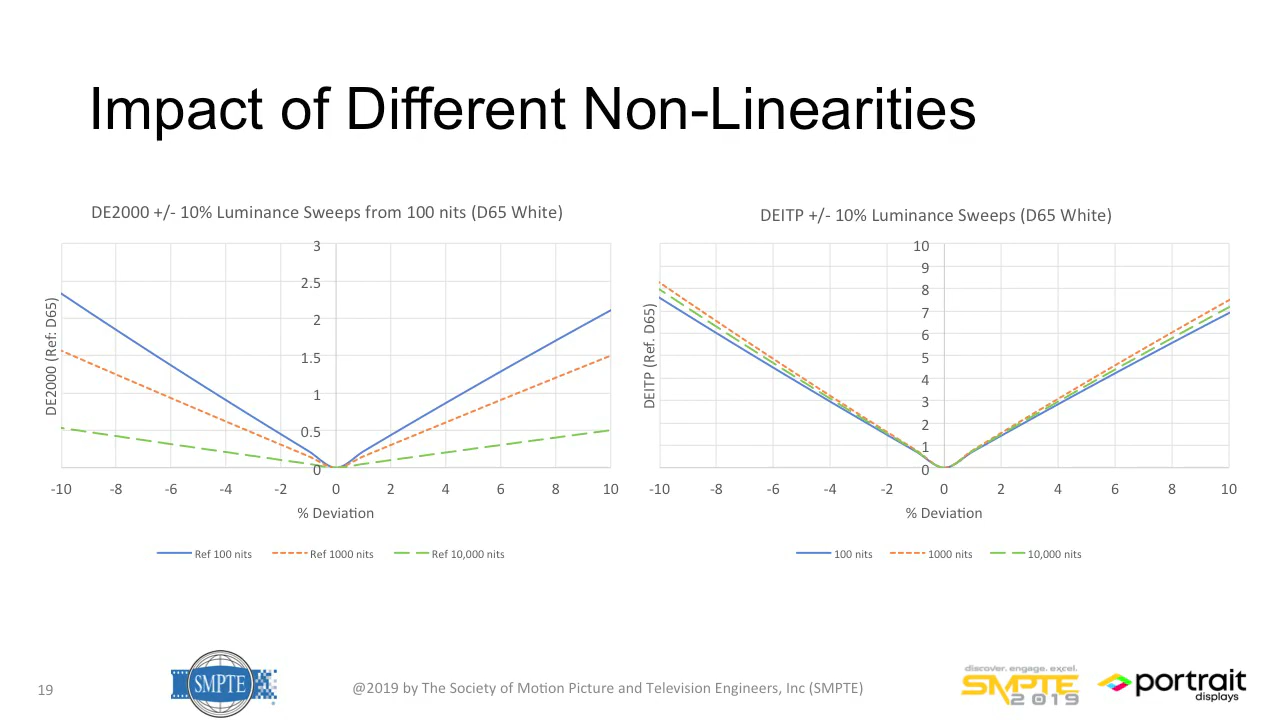 Impact of Different Non-Linearities
DE2000 +/- 10% Luminance Sweeps from 100 nits (D65 White)
DE2000 (Ref: D65)
3
2.5
2
1.5
1
0.5
0
-10 -8 -6 -4 -2 0 2 4 6 8 10
% Deviation
Ref 100 nits Ref 1000 nits Ref 10,000 nits
DEITP +/- 10% Luminance Sweeps (D65 White)
DEITP (Ref. D65)
10
9
8
7
6
5
4
3
2
1
0
-10 -8 -6 -4 -2 0 2 4 6 8 10
% Deviation
100 nits 1000 nits 10,000 nits
19
SMPTE
@2019 by The Society of Motion Picture and Television Engineers, Inc (SMPTE)
discover. engage. excel.
SMPTE
2019
portrait
displays